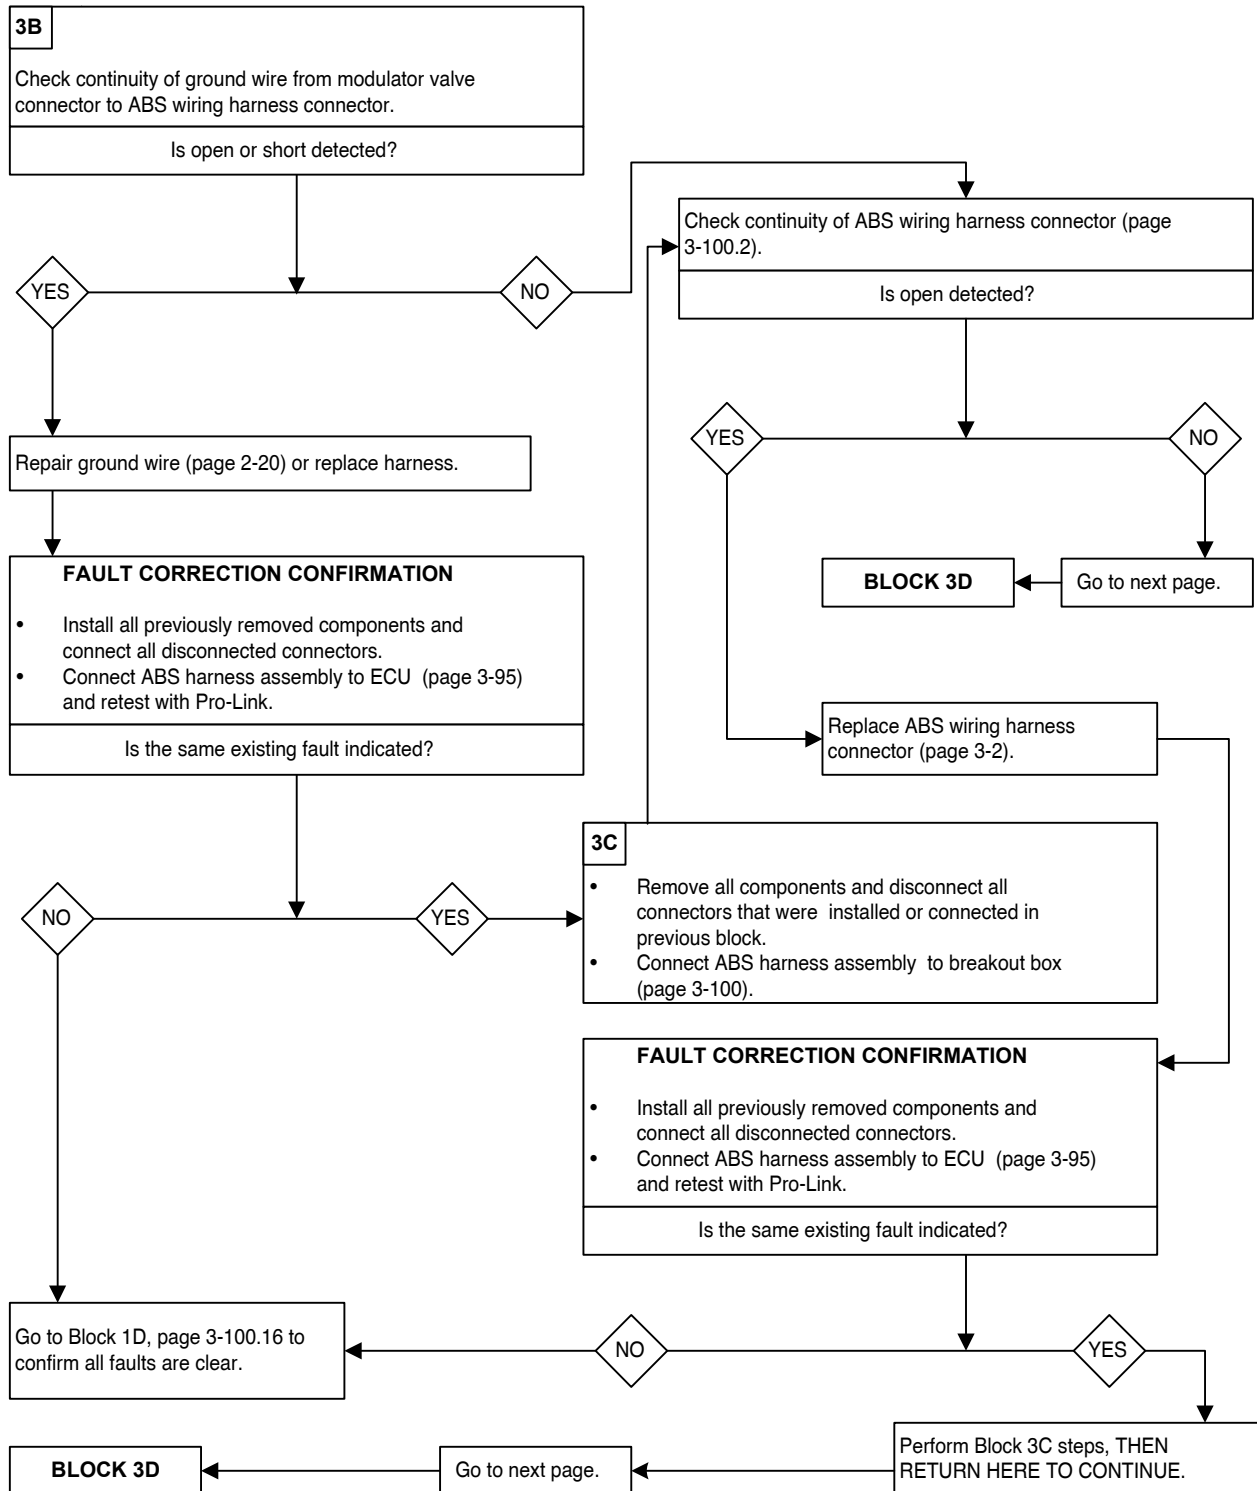 3B
Check continuity of ground wire from modulator valve
connector to ABS wiring harness connector.
Is open or short detected?
YES
NO
Check continuity of ABS wiring harness connector (page
3-100.2).
Is open detected?
YES
NO
Repair ground wire (page 2-20) or replace harness.
BLOCK 3D
Go to next page.
FAULT CORRECTION CONFIRMATION
• Install all previously removed components and
connect all disconnected connectors.
• Connect ABS harness assembly to ECU (page 3-95)
and retest with Pro-Link.
Is the same existing fault indicated?
Replace ABS wiring harness
connector (page 3-2).
NO
YES
3C
• Remove all components and disconnect all
connectors that were installed or connected in
previous block.
• Connect ABS harness assembly to breakout box
(page 3-100).
FAULT CORRECTION CONFIRMATION
• Install all previously removed components and
connect all disconnected connectors.
• Connect ABS harness assembly to ECU (page 3-95)
and retest with Pro-Link.
Is the same existing fault indicated?
Go to Block 1D, page 3-100.16 to
confirm all faults are clear.
NO
YES
BLOCK 3D
Go to next page.
Perform Block 3C steps, THEN
RETURN HERE TO CONTINUE.